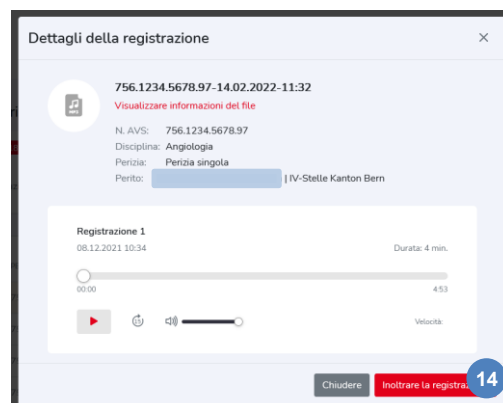 Dettagli della registrazione
756.1234.5678.97-14.02.2022-11:32
Visualizzare informazioni del file
N. AVS: 756.1234.5678.97
Disciplina: Angiologia
Perizia: Perizia singola
Perito: | IV-Stelle Kanton Bern
Registrazione 1
08.12.2021 10:34 Durata: 4 min.
00:00 4:53
15 Velocità:
Chiudere Inoltrare la 14